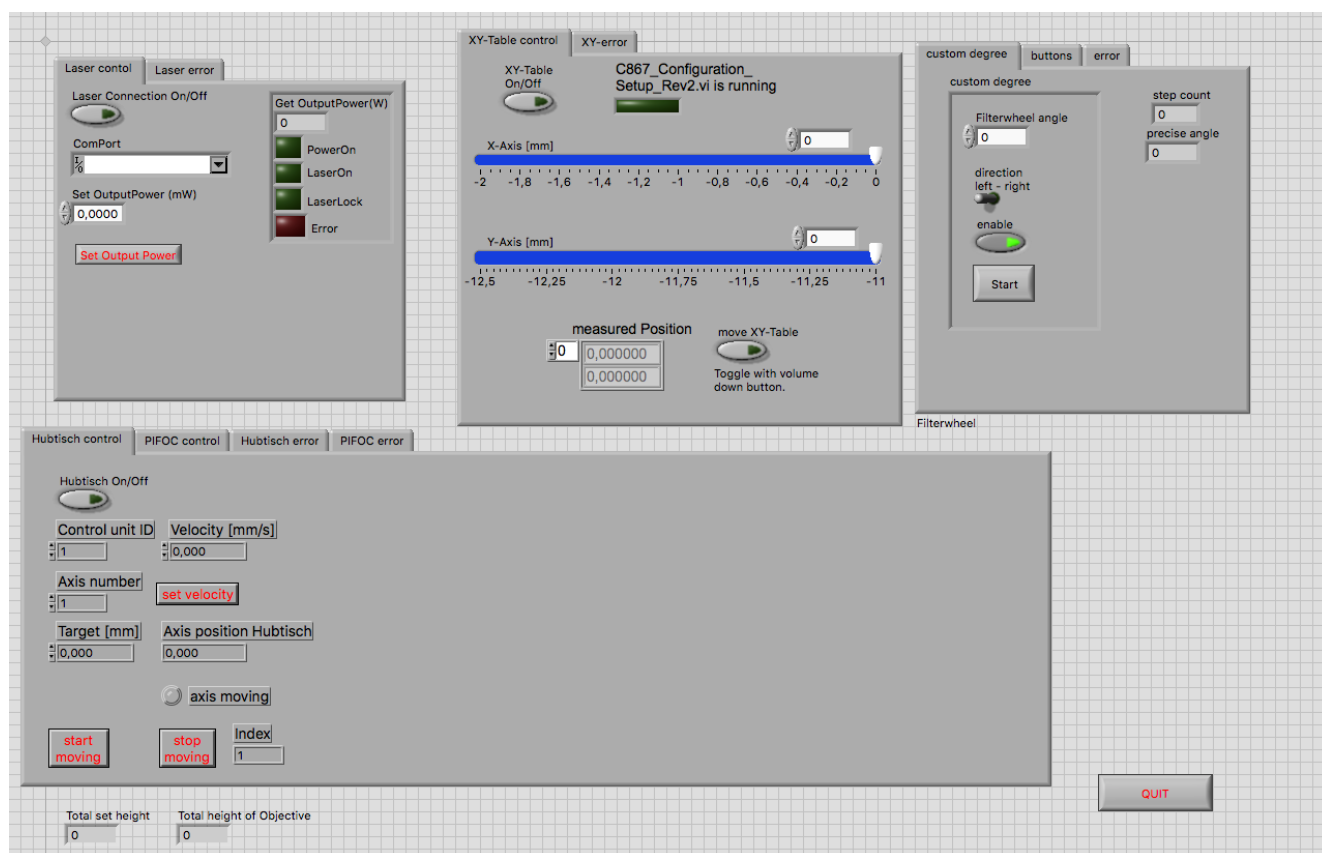 Laser contol
Laser error
Laser Connection On/Off
ComPort
I/0
Set OutputPower (mW)
0,0000
Set Output Power
Get OutputPower(W)
0
PowerOn
LaserOn
LaserLock
Error
XY-Table control
XY-error
XY-Table
On/Off
C867_Configuration_
Setup_Rev2.vi is running
X-Axis [mm]
0
-2 -1,8 -1,6 -1,4 -1,2 -1 -0,8 -0,6 -0,4 -0,2 0
Y-Axis [mm]
0
-12,5 -12,25 -12 -11,75 -11,5 -11,25 -11
measured Position
0
0,000000
0,000000
move XY-Table
Toggle with volume
down button.
custom degree
buttons
error
custom degree
Filterwheel angle
0
direction
left - right
enable
Start
step count
0
precise angle
0
Filterwheel
Hubtisch control
PIFOC control
Hubtisch error
PIFOC error
Hubtisch On/Off
Control unit ID
1
Velocity [mm/s]
0,000
Axis number
1
set velocity
Target [mm]
0,000
Axis position Hubtisch
0,000
axis moving
start
moving
stop
moving
Index
1
QUIT
Total set height
0
Total height of Objective
0